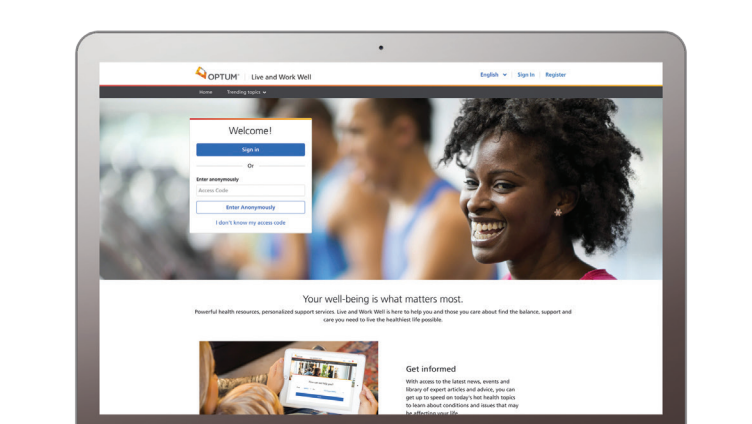 OPTUM® Live and Work Well
English Sign In Register
Home Trending topics
Welcome!
Sign in
Or
Enter anonymously
Access Code
Enter Anonymously
I don't know my access code
Your well-being is what matters most.
Powerful health resources, personalized support services. Live and Work Well is here to help you and those you care about find the balance, support and
care you need to live the healthiest life possible.
Get informed
With access to the latest news, events and
library of expert articles and advice, you can
get up to speed on today's hot health topics
to learn about conditions and issues that may
be affecting your life.